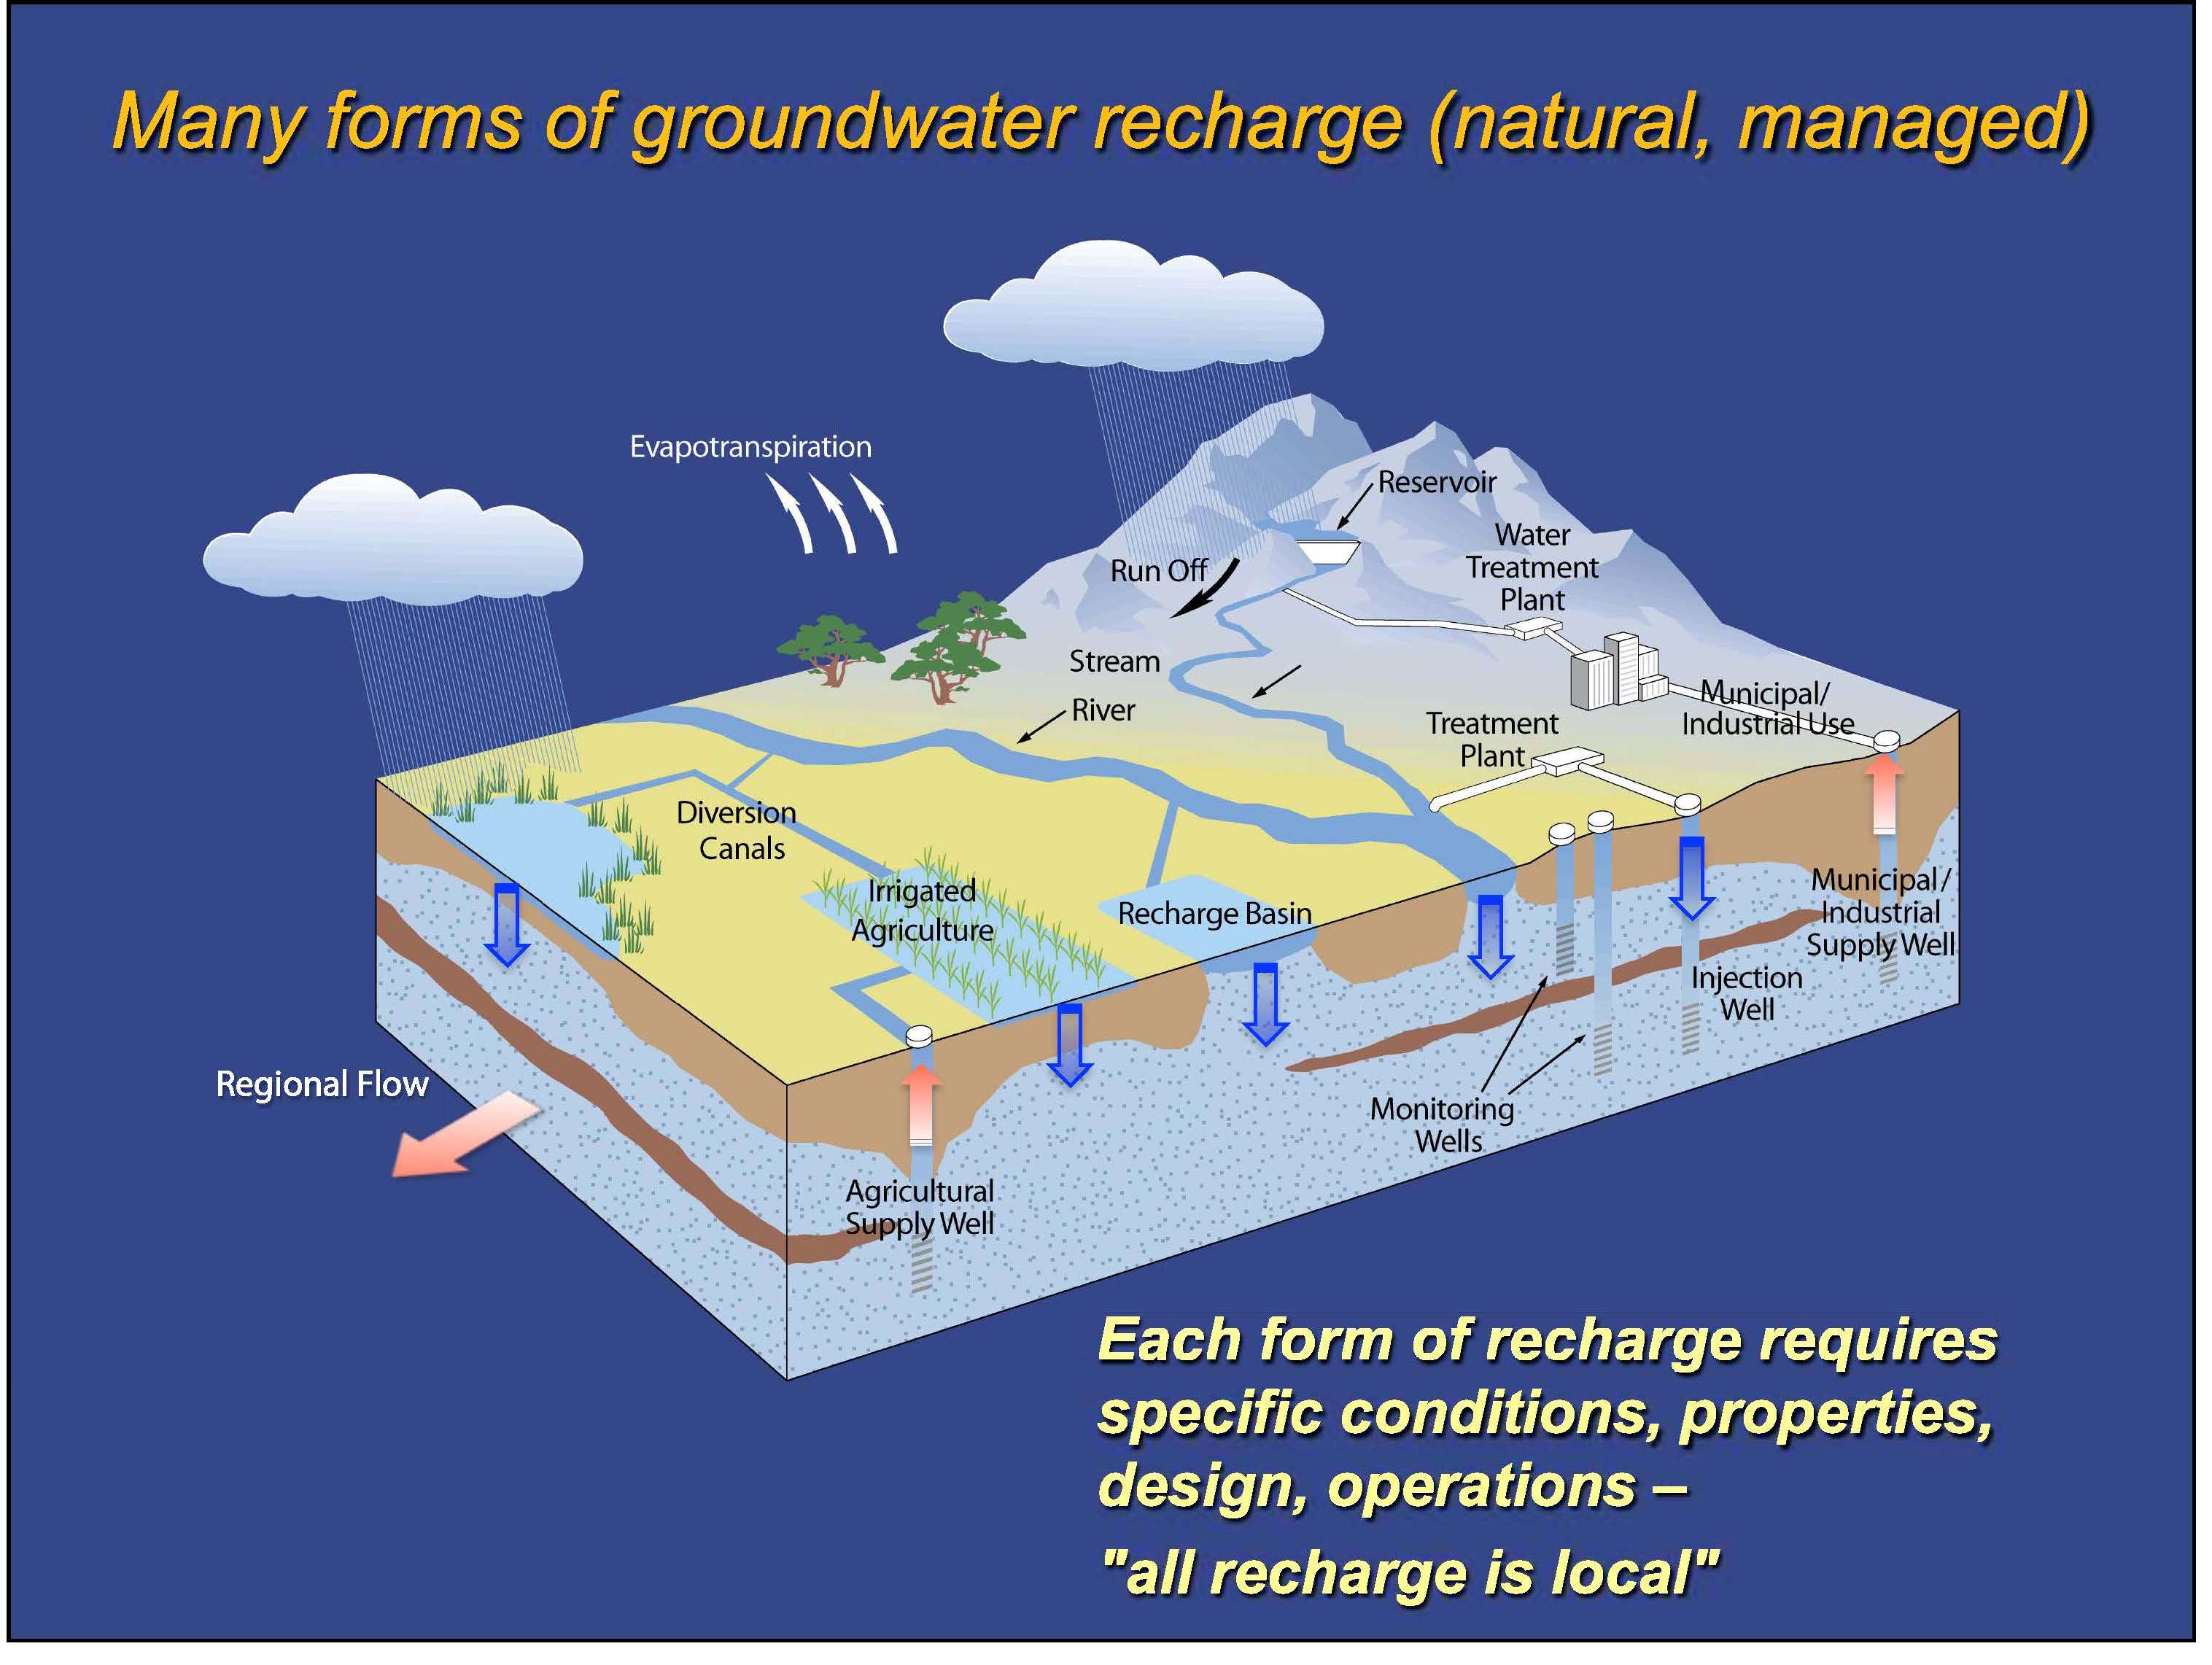 Many forms of groundwater recharge (natural, managed)
Evapotranspiration
Reservoir
Water
Treatment
Plant
Run Off
Stream
River
Municipal/
Industrial Use
Treatment
Plant
Diversion
Canals
Irrigated
Agriculture
Recharge Basin
Municipal/
Industrial
Supply Well
Injection
Well
Regional Flow
Monitoring
Wells
Agricultural
Supply Well
Each form of recharge requires
specific conditions, properties,
design, operations –
"all recharge is local"